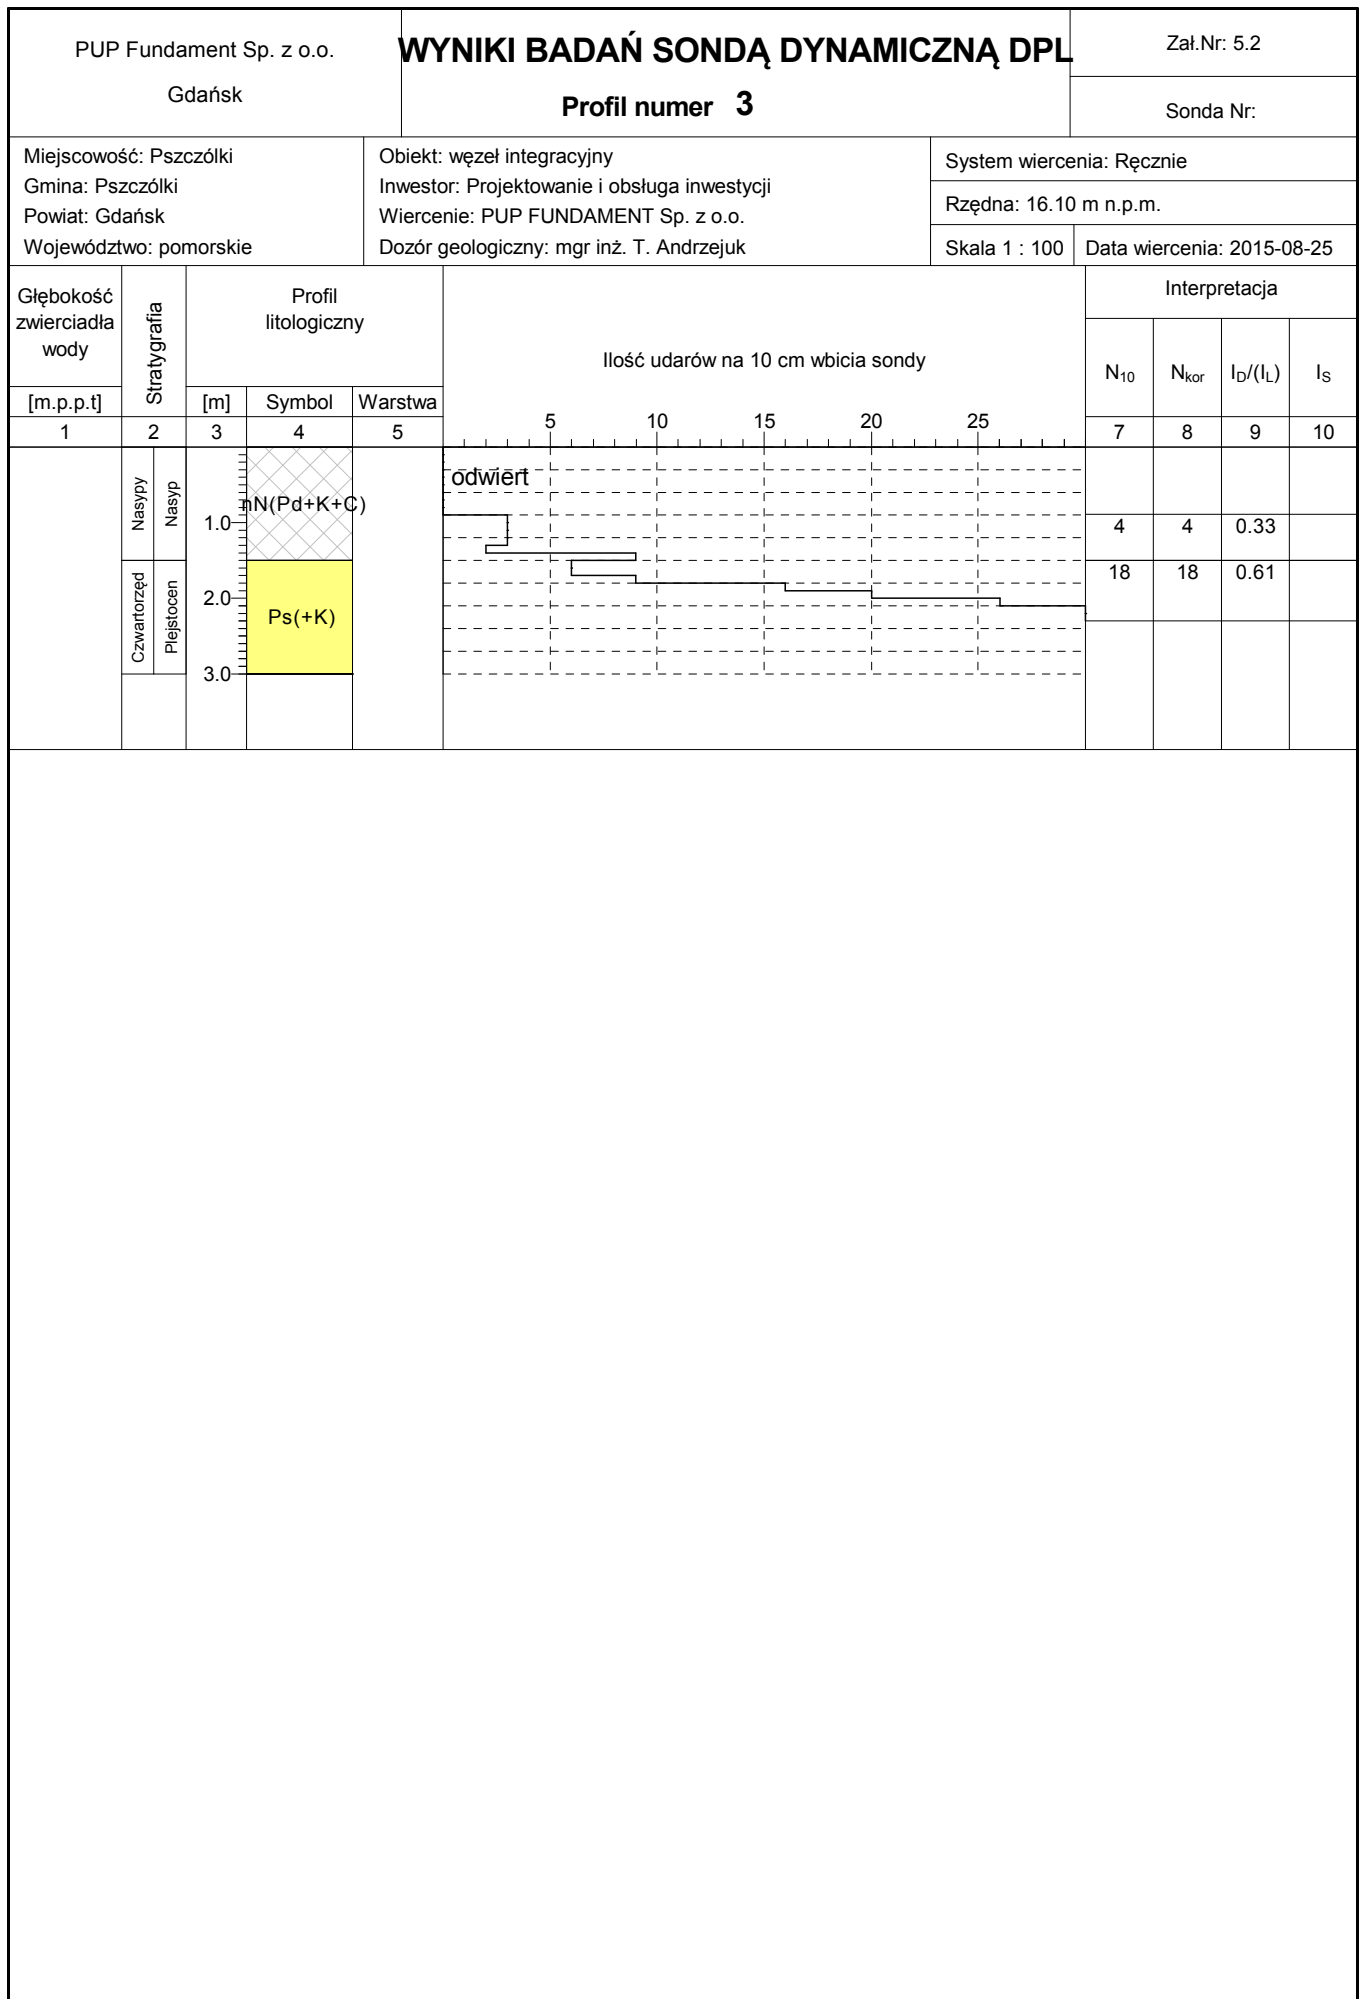 PUP Fundament Sp. z o.o.
Gdańsk
WYNIKI BADAŃ SONDĄ DYNAMICZNĄ DPL
Profil numer 3
Zał.Nr: 5.2
Sonda Nr:
Miejscowość: Pszczólki
Gmina: Pszczólki
Powiat: Gdańsk
Województwo: pomorskie
Obiekt: węzeł integracyjny
Inwestor: Projektowanie i obsługa inwestycji
Wiercenie: PUP FUNDAMENT Sp. z o.o.
Dozór geologiczny: mgr inż. T. Andrzejuk
System wiercenia: Ręcznie
Rzędna: 16.10 m n.p.m.
Skala 1 : 100 Data wiercenia: 2015-08-25
Głębokość
zwierciadła
wody
[m.p.p.t]
Stratygrafia
Profil
litologiczny
[m] Symbol Warstwa
Ilość udarów na 10 cm wbicia sondy
5 10 15 20 25
Interpretacja
N10 Nkor ID/(IL) IS
1 2 3 4 5 7 8 9 10
Nasypy
Nasyp
nN(Pd+K+C)
odwiert
1.0
4 4 0.33
Czwartorzęd
Plejstocen
18 18 0.61
2.0
Ps(+K)
3.0